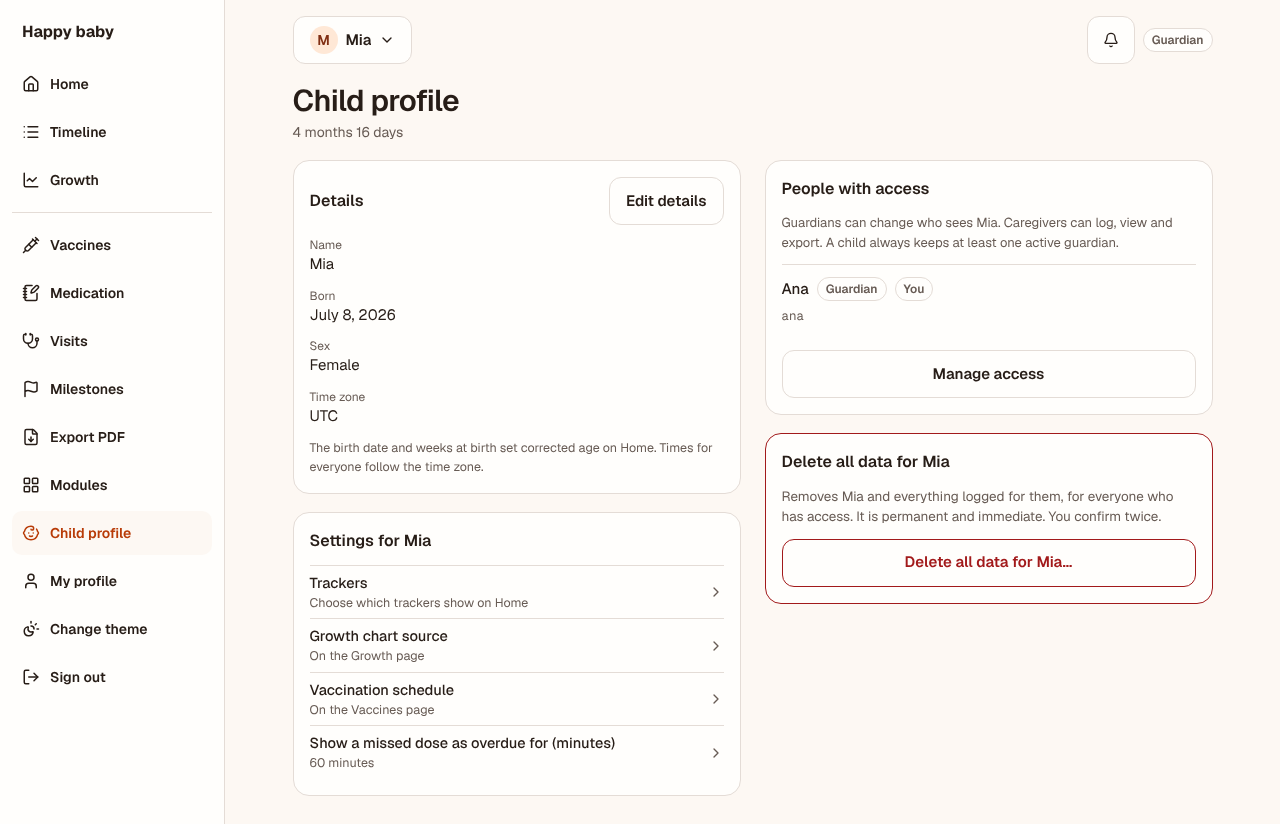 Happy baby
Home
Timeline
Growth
Vaccines
Medication
Visits
Milestones
Export PDF
Modules
Child profile
My profile
Change theme
Sign out
M Mia
Guardian
Child profile
4 months 16 days
Details
Edit details
Name
Mia
Born
July 8, 2026
Sex
Female
Time zone
UTC
The birth date and weeks at birth set corrected age on Home. Times for
everyone follow the time zone.
Settings for Mia
Trackers
Choose which trackers show on Home
Growth chart source
On the Growth page
Vaccination schedule
On the Vaccines page
Show a missed dose as overdue for (minutes)
60 minutes
People with access
Guardians can change who sees Mia. Caregivers can log, view and
export. A child always keeps at least one active guardian.
Ana Guardian You
ana
Manage access
Delete all data for Mia
Removes Mia and everything logged for them, for everyone who
has access. It is permanent and immediate. You confirm twice.
Delete all data for Mia...